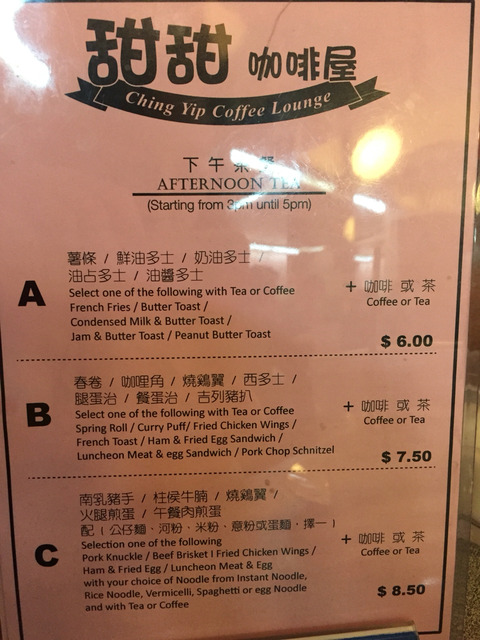 甜甜 咖啡屋
Ching Yip Coffee Lounge
下午茶餐
AFTERNOON TEA
(Starting from 3pm until 5pm)
A
薯條 / 鮮油多士 / 奶油多士 /
油占多士 / 油醬多士
Select one of the following with Tea or Coffee
French Fries / Butter Toast /
Condensed Milk & Butter Toast /
Jam & Butter Toast / Peanut Butter Toast
+ 咖啡 或 茶
Coffee or Tea
$ 6.00
B
春卷 / 咖哩角 / 燒鷄翼 / 西多士 /
腿蛋治 / 餐蛋治 / 吉列豬扒
Select one of the following with Tea or Coffee
Spring Roll / Curry Puff/ Fried Chicken Wings /
French Toast / Ham & Fried Egg Sandwich /
Luncheon Meat & egg Sandwich / Pork Chop Schnitzel
+ 咖啡 或 茶
Coffee or Tea
$ 7.50
C
南乳豬手 / 柱侯牛腩 / 燒鷄翼 /
火腿煎蛋 / 午餐肉煎蛋
配 ( 公仔麵、河粉、米粉、意粉或蛋麵，擇一 )
Selection one of the following
Pork Knuckle / Beef Brisket I Fried Chicken Wings /
Ham & Fried Egg / Luncheon Meat & Egg
with your choice of Noodle from Instant Noodle,
Rice Noodle, Vermicelli, Spaghetti or egg Noodle
and with Tea or Coffee
+ 咖啡 或 茶
Coffee or Tea
$ 8.50